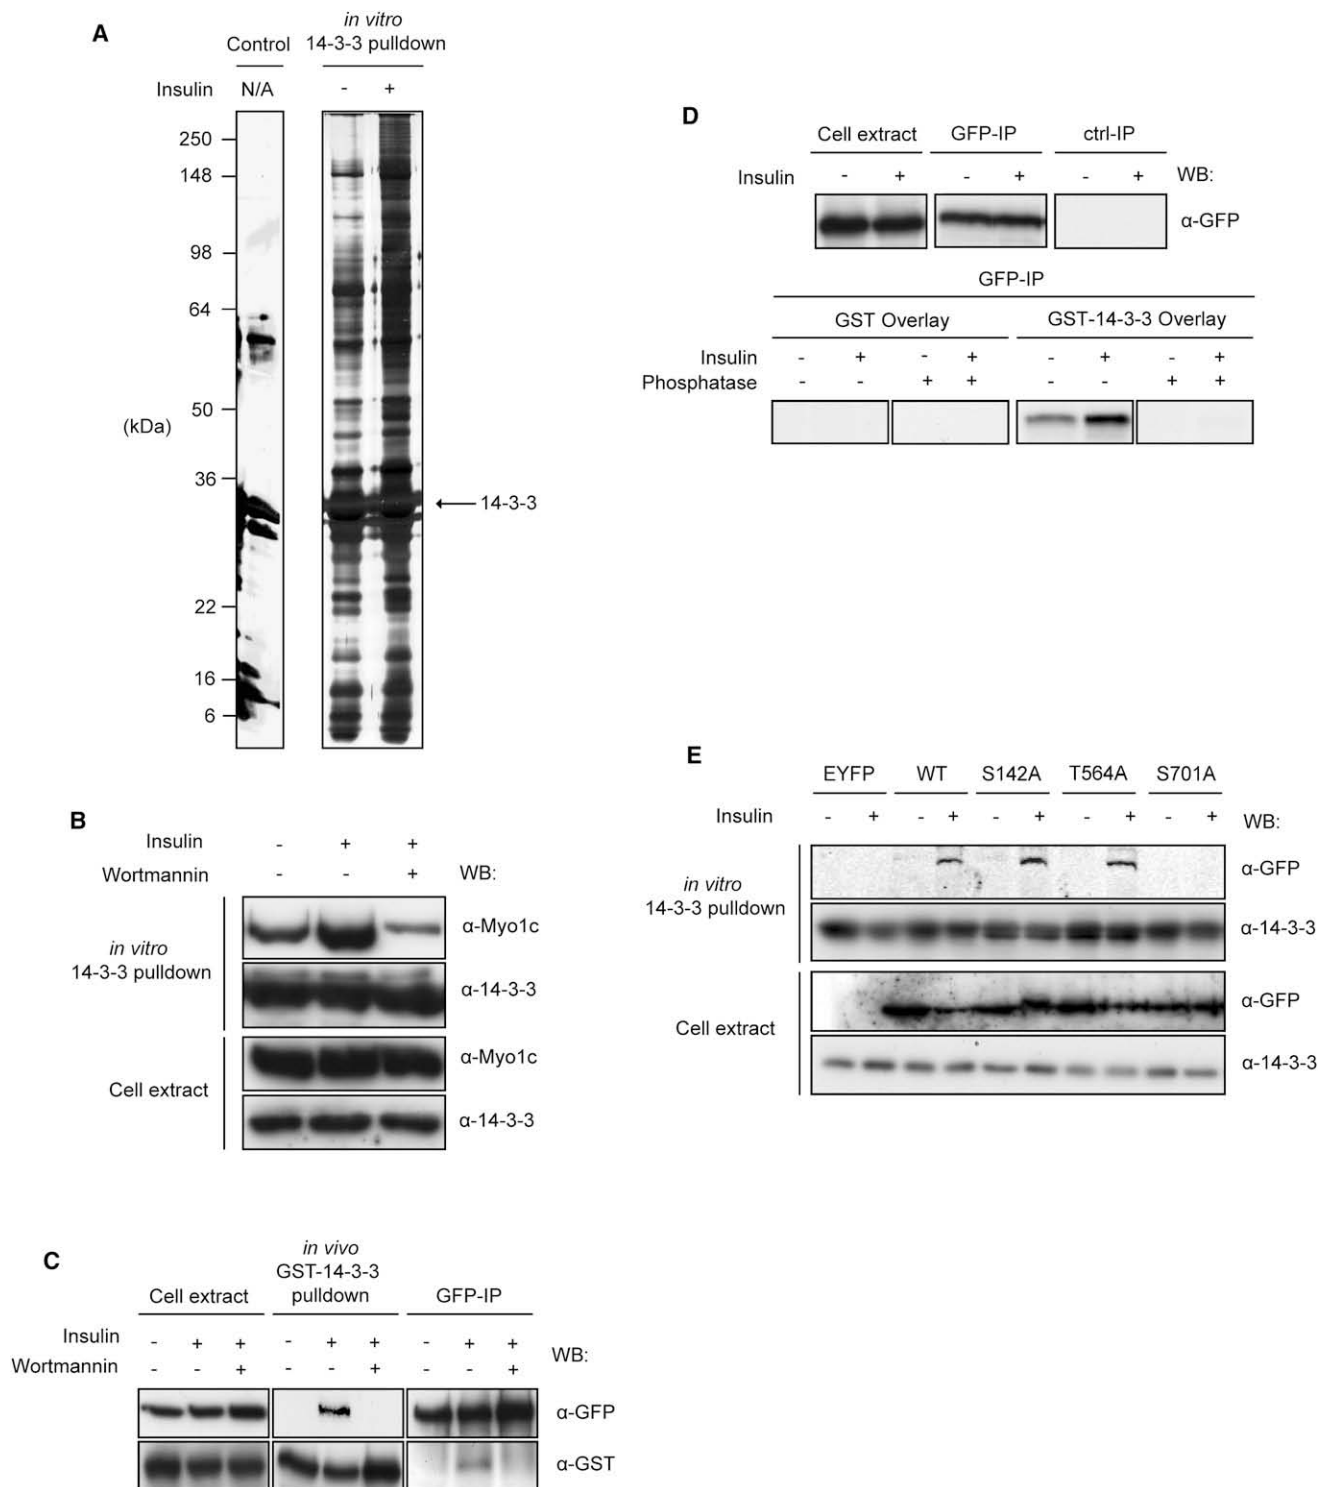 A
in vitro
Control 14-3-3 pulldown
Insulin N/A - +
250
148
98
64
50
(kDa)
36
14-3-3
22
16
6
B
Insulin - + +
Wortmannin - - + WB:
in vitro
14-3-3 pulldown
α-Myo1c
α-14-3-3
Cell extract
α-Myo1c
α-14-3-3
C
in vivo
GST-14-3-3
Cell extract pulldown GFP-IP
Insulin - + + - + + - + +
Wortmannin - - + - - + - - + WB:
α-GFP
α-GST
D
Cell extract GFP-IP ctrl-IP
Insulin - + - + - + WB:
α-GFP
GFP-IP
GST Overlay GST-14-3-3 Overlay
Insulin - + - + - + - +
Phosphatase - - + + - - + +
E
EYFP WT S142A T564A S701A
Insulin - + - + - + - + - + WB:
in vitro
14-3-3 pulldown
α-GFP
α-14-3-3
Cell extract
α-GFP
α-14-3-3